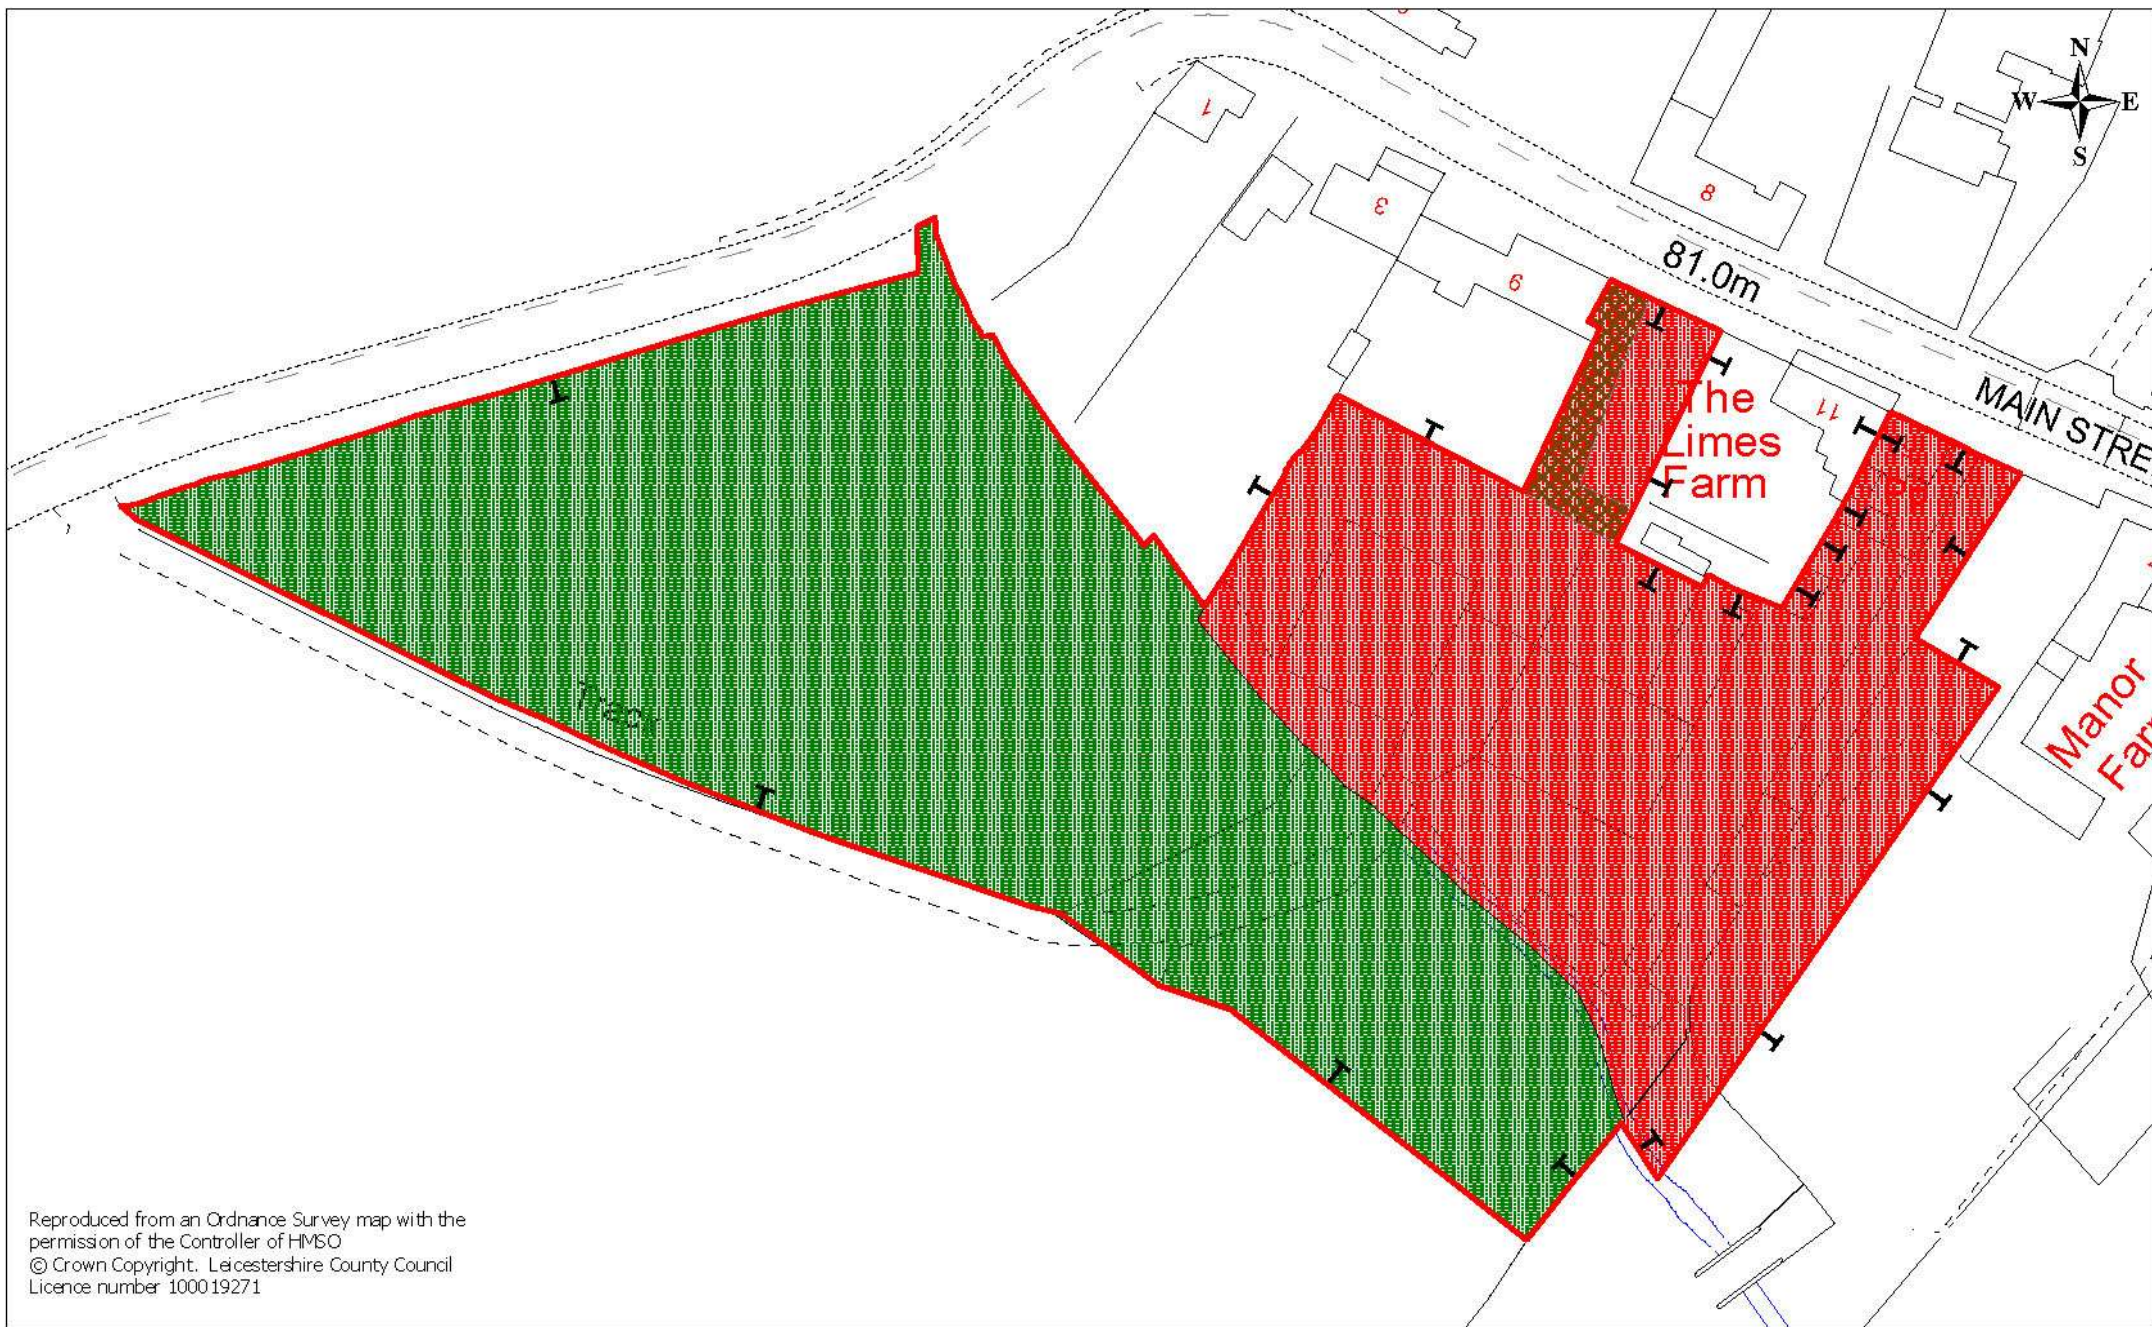 N
W E
S
1
3
8
9
81.0m
The
Limes
Farm
11
MAIN STRE
Track
Manor
Far
Reproduced from an Ordnance Survey map with the
permission of the Controller of HMSO
© Crown Copyright. Leicestershire County Council
Licence number 100019271